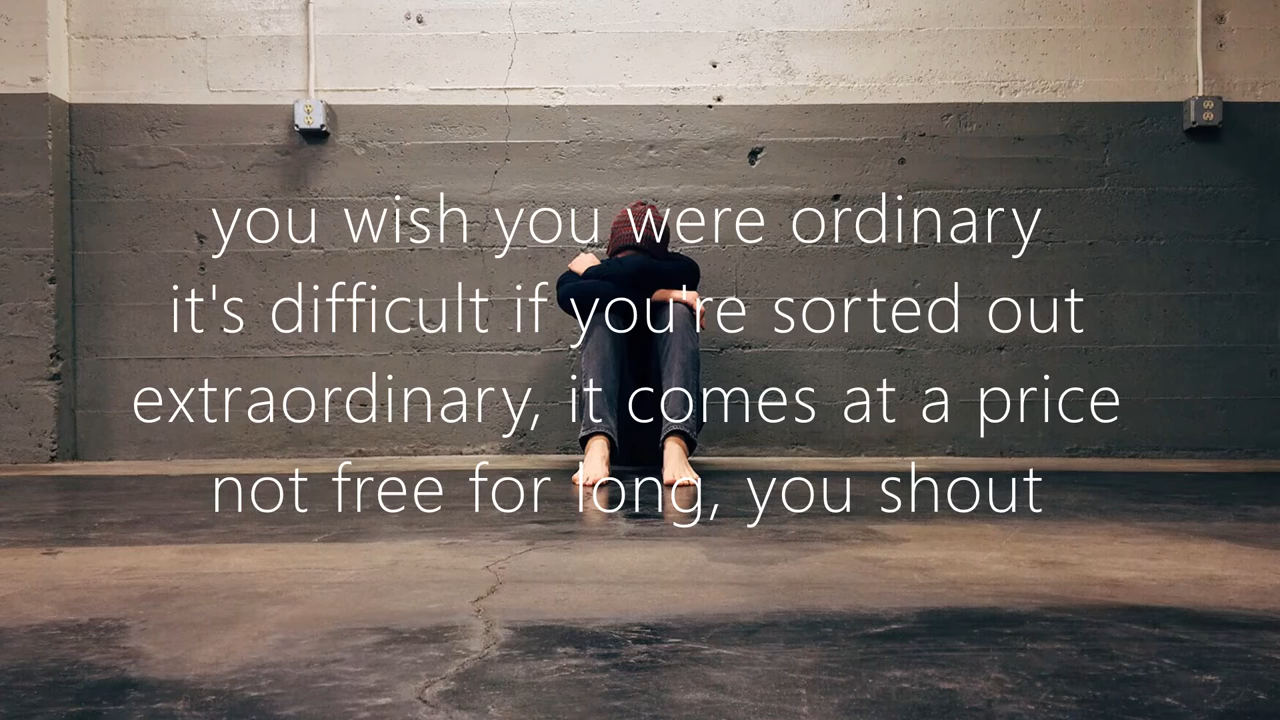 you wish you were ordinary
it's difficult if you're sorted out
extraordinary, it comes at a price
not free for long, you shout